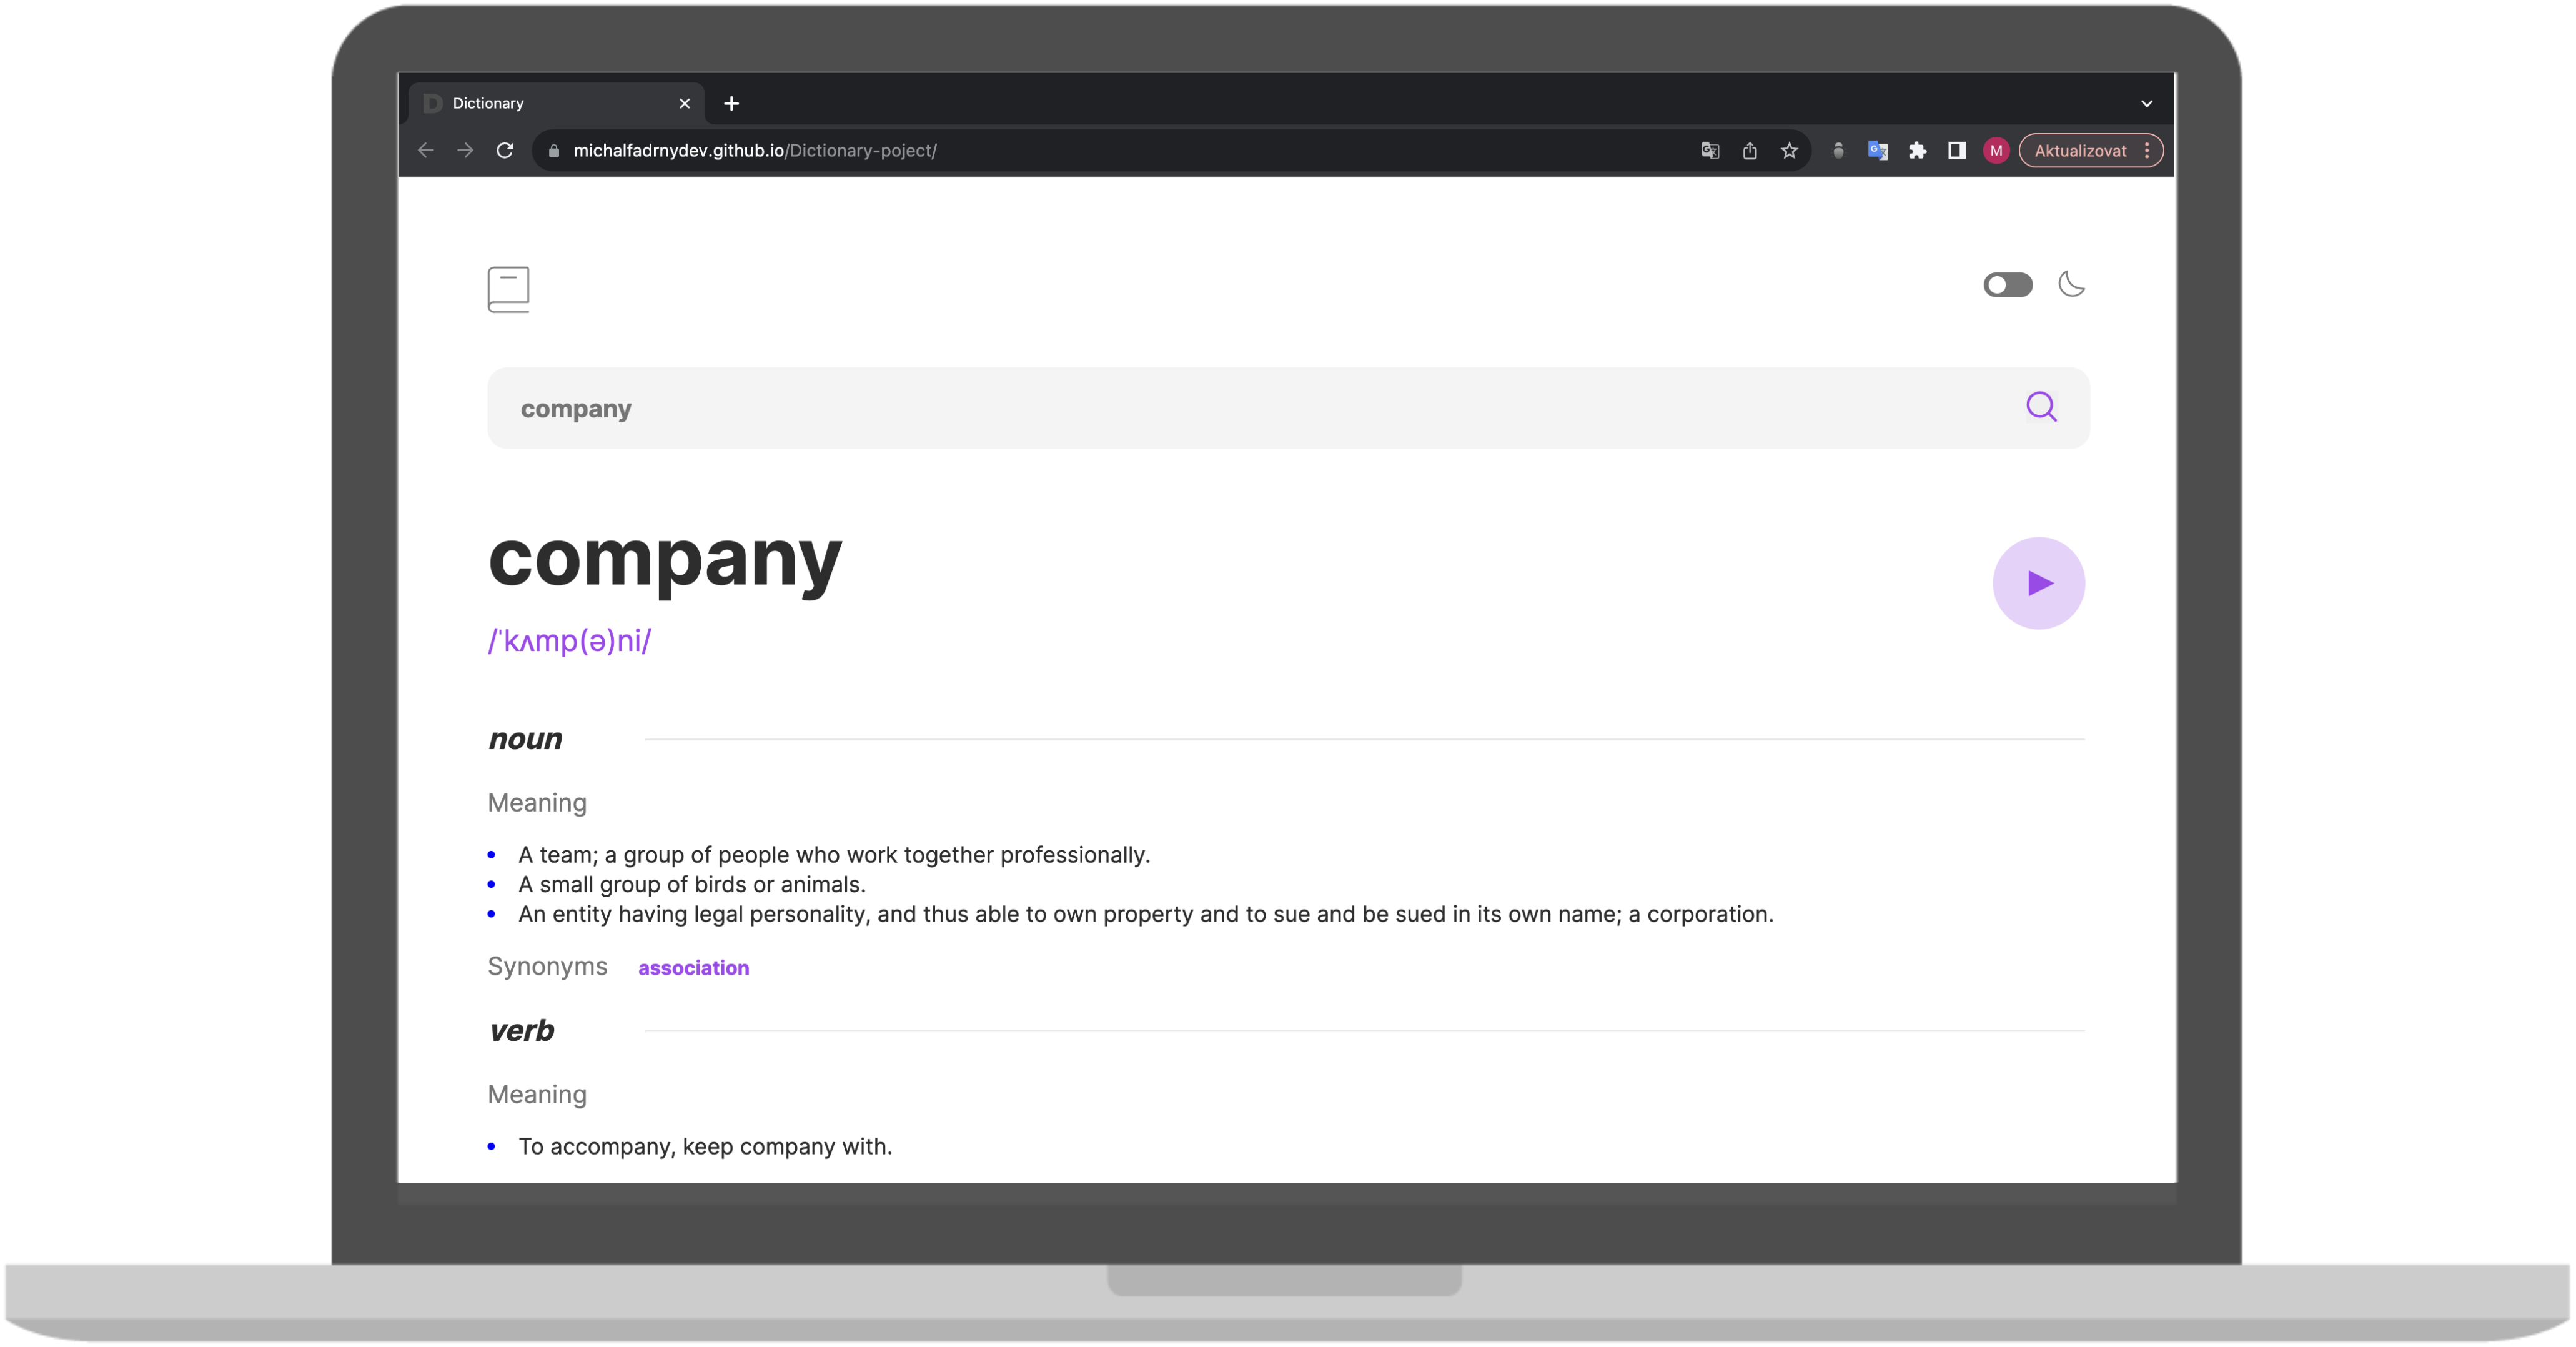 Dictionary
michalfadrnydev.github.io/Dictionary-poject/
M
Aktualizovat
company
company
/ˈkʌmp(ə)ni/
noun
Meaning
• A team; a group of people who work together professionally.
• A small group of birds or animals.
• An entity having legal personality, and thus able to own property and to sue and be sued in its own name; a corporation.
Synonyms association
verb
Meaning
• To accompany, keep company with.